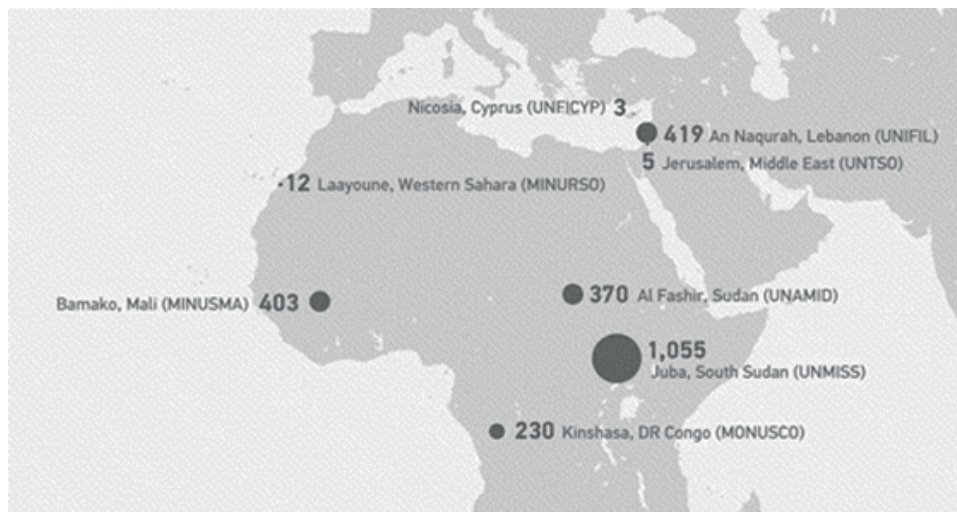 Nicosia, Cyprus (UNFICYP) 3
419 An Naqurah, Lebanon (UNIFIL)
5 Jerusalem, Middle East (UNTSO)
12 Laayoune, Western Sahara (MINURSO)
370 Al Fashir, Sudan (UNAMID)
Bamako, Mali (MINUSMA) 403
1,055
Juba, South Sudan (UNMISS)
230 Kinshasa, DR Congo (MONUSCO)